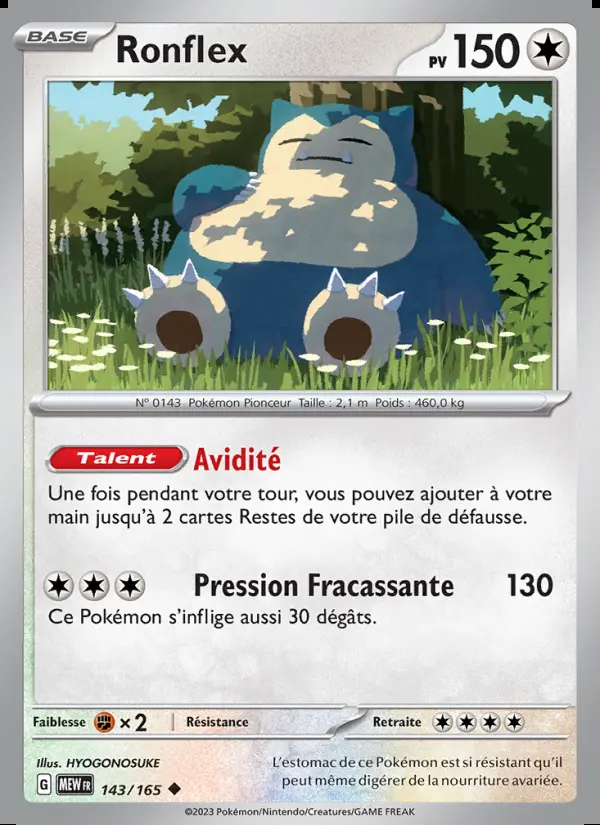 BASE Ronflex PV 150
N° 0143 Pokémon Pionceur Taille : 2,1 m Poids : 460,0 kg
Talent Avidité
Une fois pendant votre tour, vous pouvez ajouter à votre
main jusqu'à 2 cartes Restes de votre pile de défausse.
Pression Fracassante 130
Ce Pokémon s'inflige aussi 30 dégâts.
Faiblesse ×2 Résistance Retraite
Illus. HYOGONOSUKE
L'estomac de ce Pokémon est si résistant qu'il
peut même digérer de la nourriture avariée.
G MEW FR 143/165
©2023 Pokémon/Nintendo/Creatures/GAME FREAK